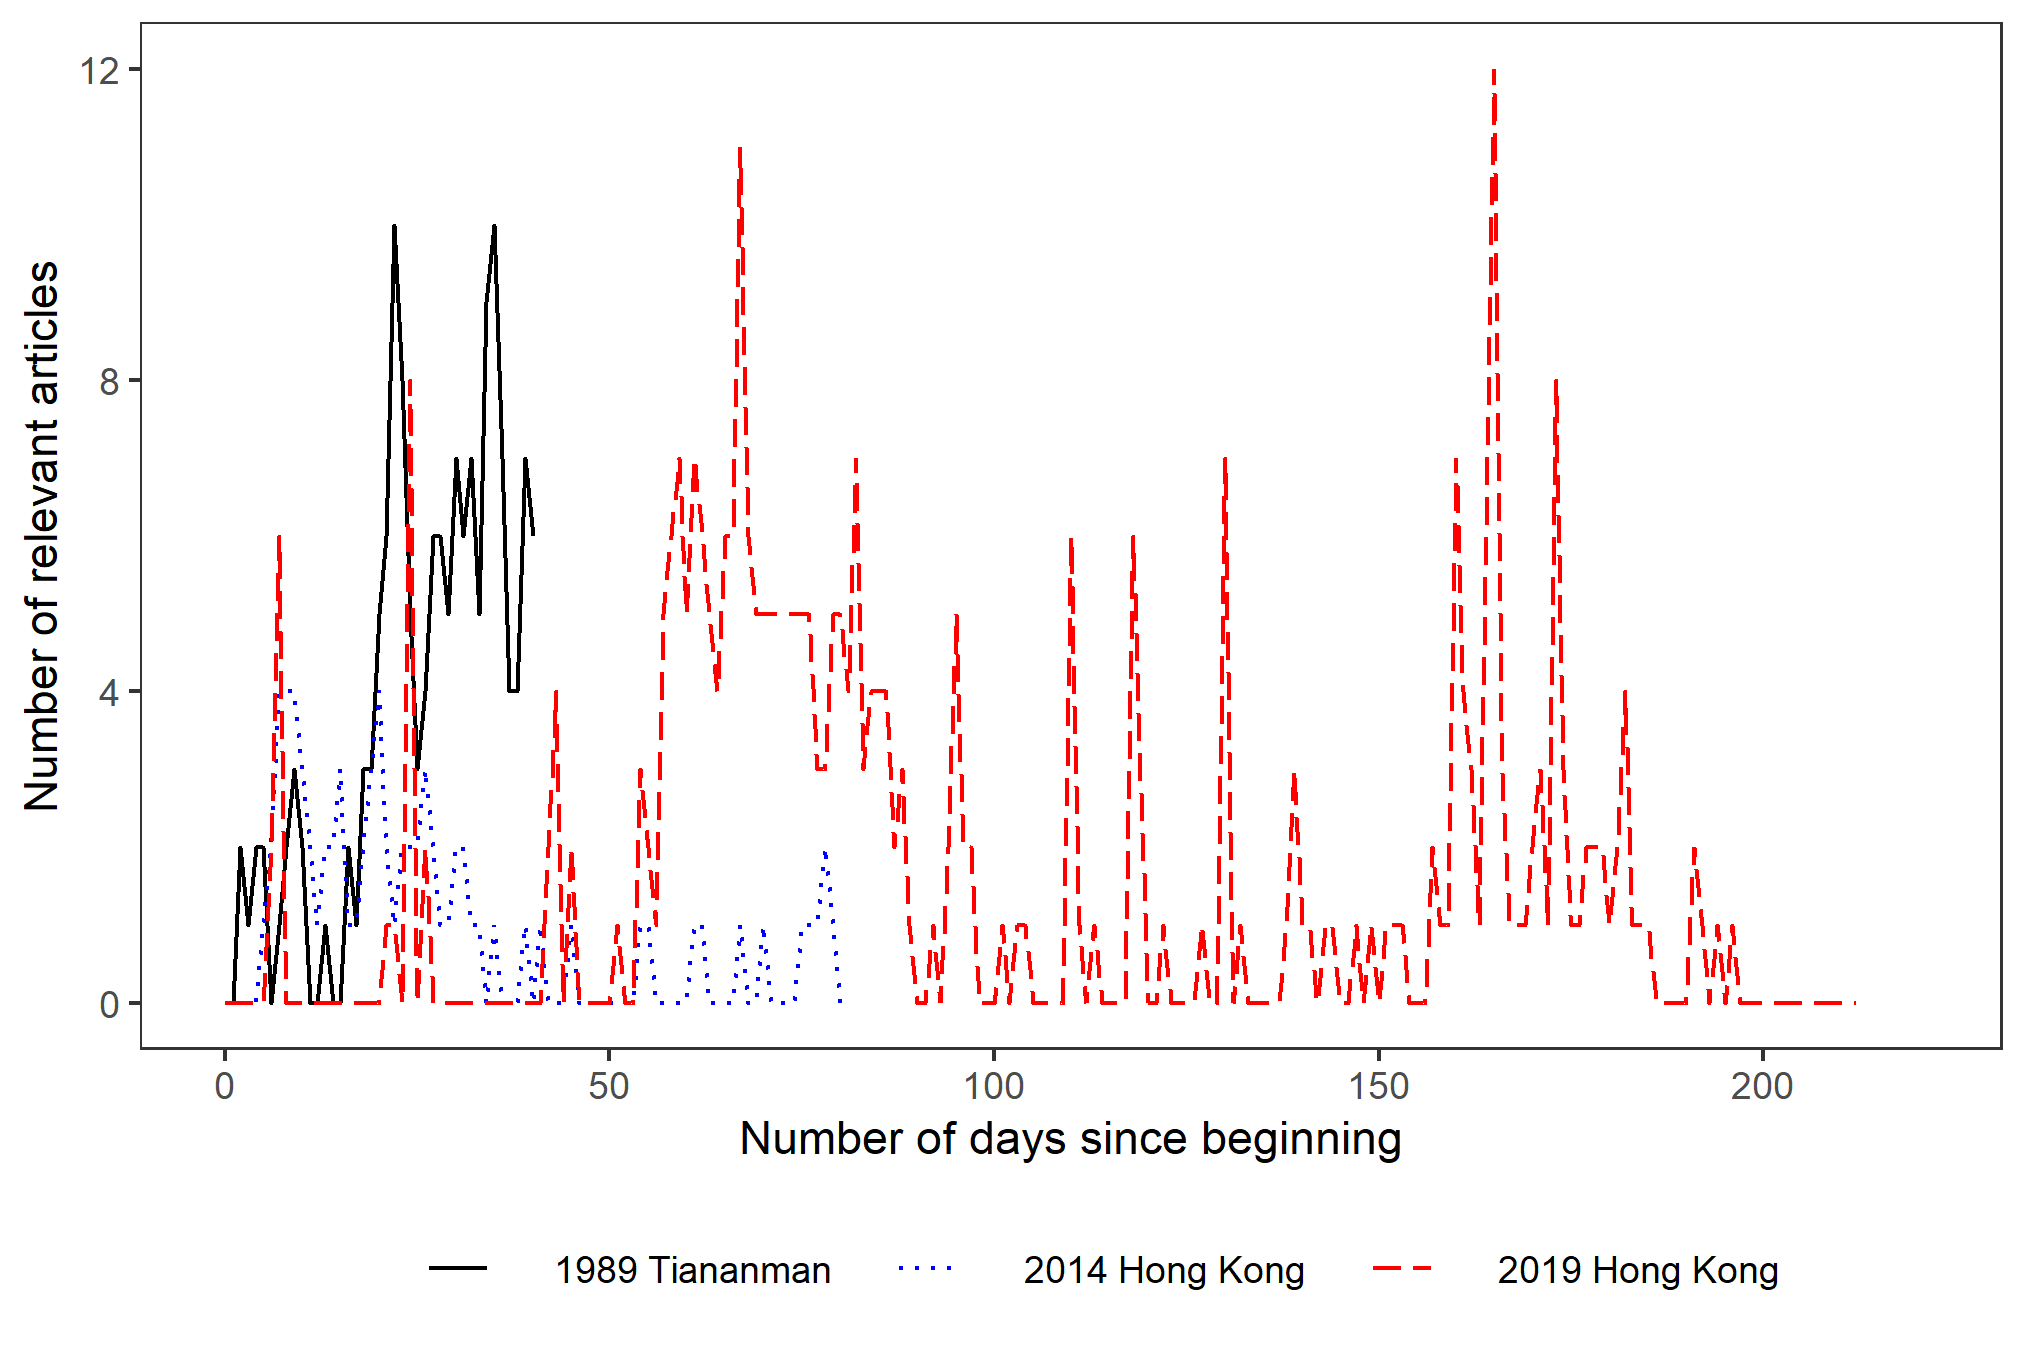 12
8
4
0
Number of relevant articles
0 50 100 150 200
Number of days since beginning
1989 Tiananman 2014 Hong Kong 2019 Hong Kong